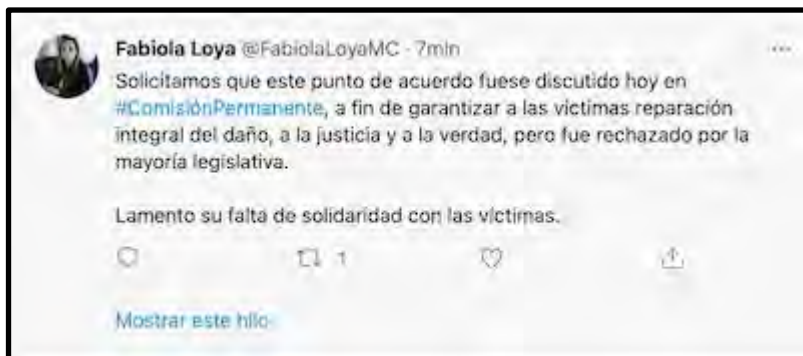 Fabiola Loya @FabiolaLoyaMC · 7min
Solicitamos que este punto de acuerdo fuese discutido hoy en
#ComisiónPermanente, a fin de garantizar a las víctimas reparación
integral del daño, a la justicia y a la verdad, pero fue rechazado por la
mayoría legislativa.
Lamento su falta de solidaridad con las víctimas.
1
Mostrar este hilo